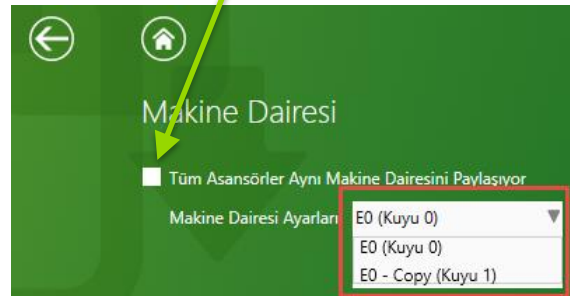 Makine Dairesi
Tüm Asansörler Aynı Makine Dairesini Paylaşıyor
Makine Dairesi Ayarları E0 (Kuyu 0)
E0 (Kuyu 0)
E0 - Copy (Kuyu 1)